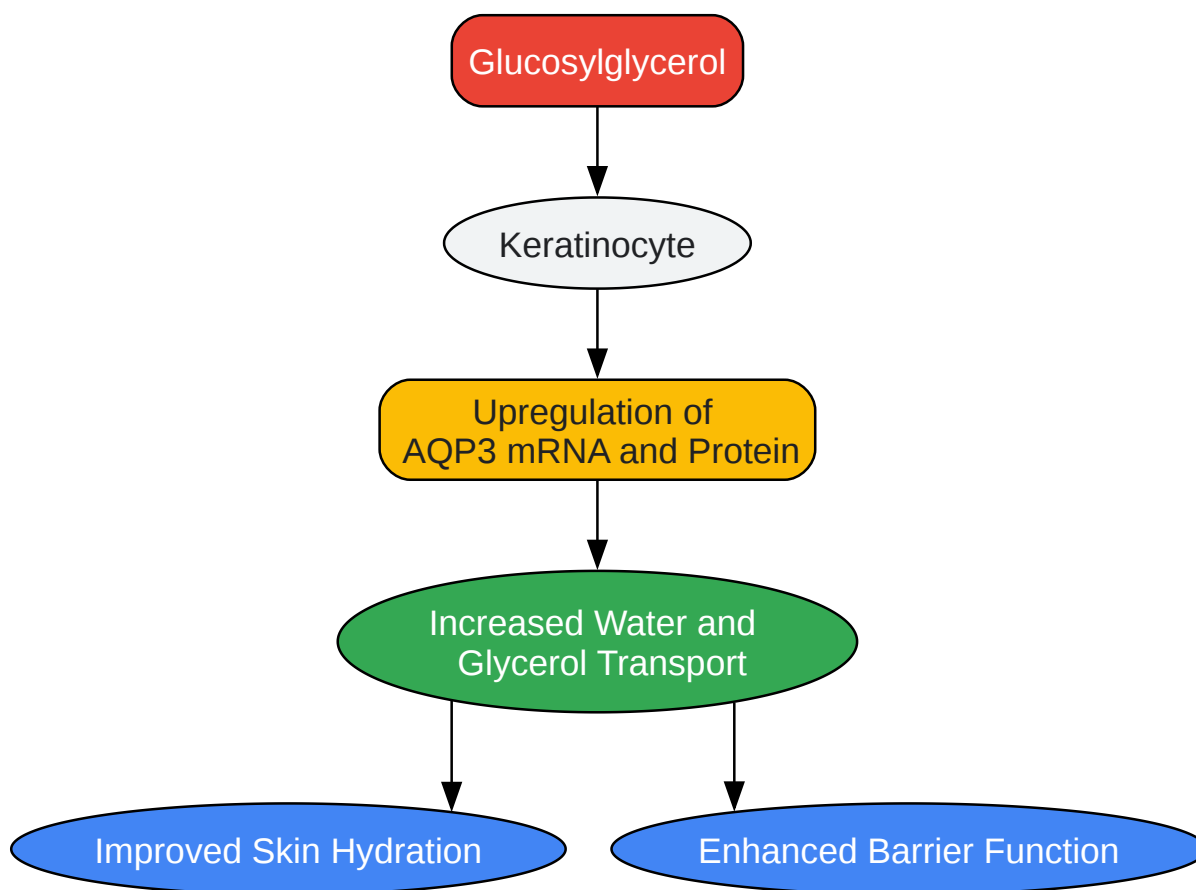 Glucosylglycerol
Keratinocyte
Upregulation of
AQP3 mRNA and Protein
Increased Water and
Glycerol Transport
Improved Skin Hydration
Enhanced Barrier Function